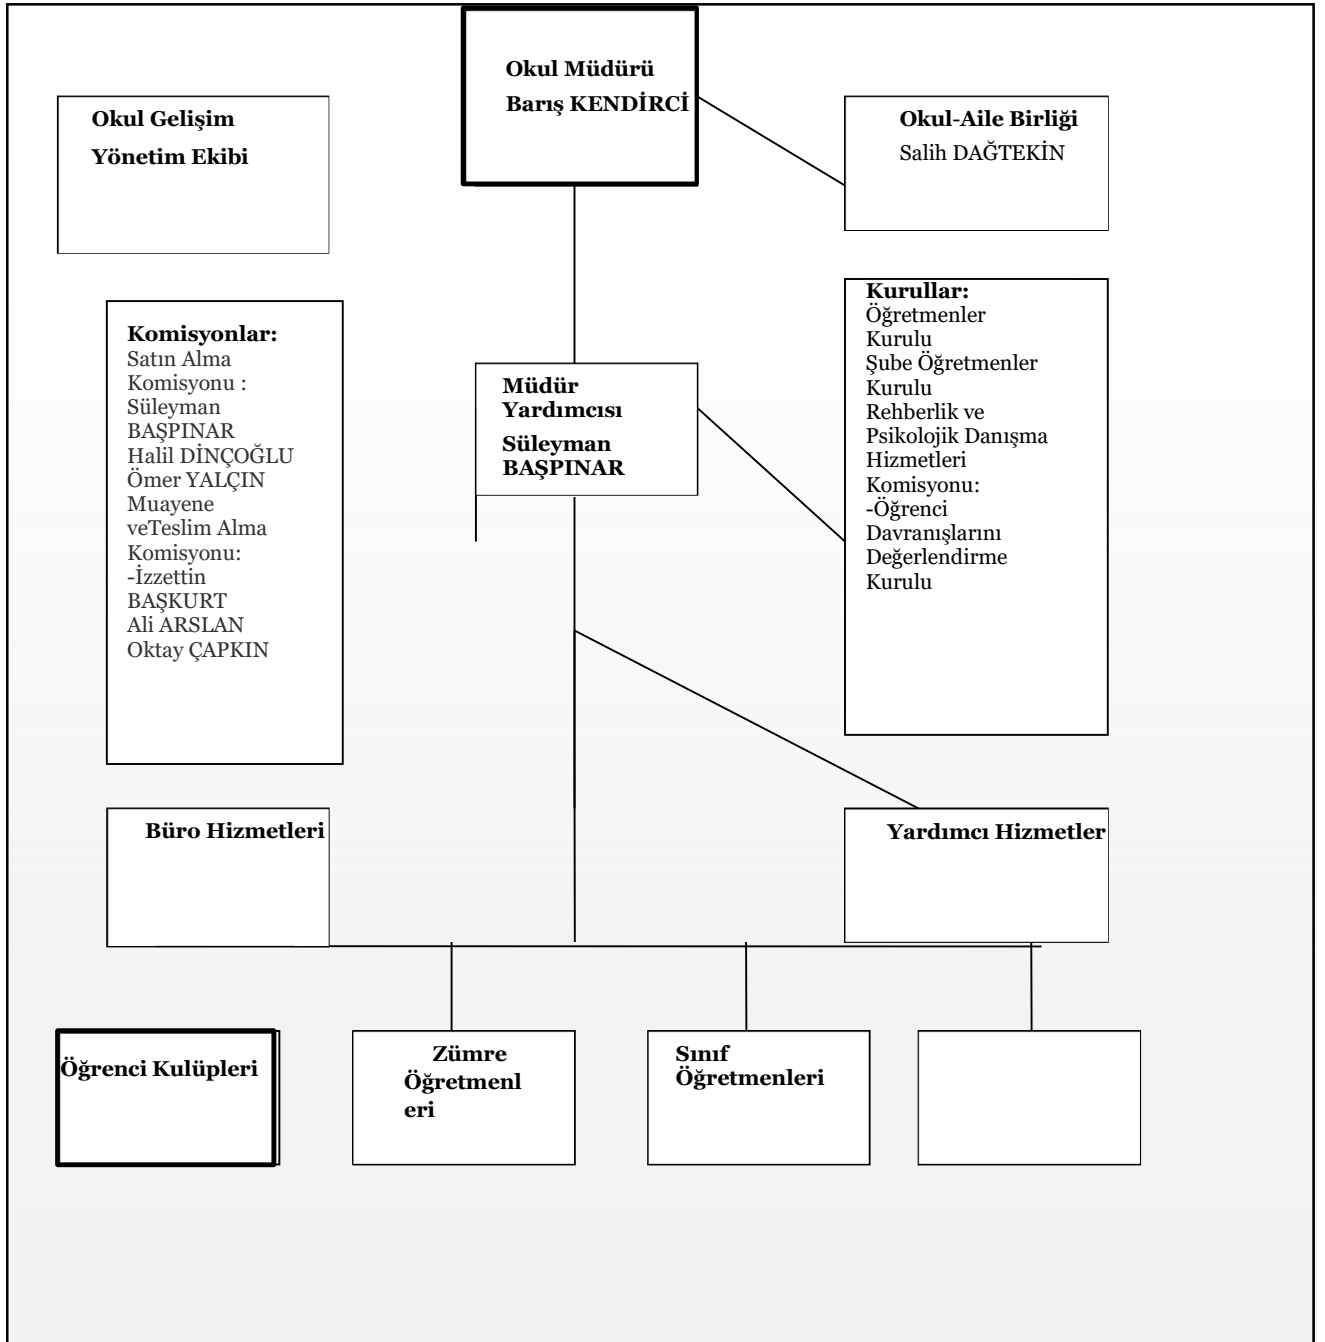 Okul Müdürü
Barış KENDİRCİ
Okul Gelişim
Yönetim Ekibi
Okul-Aile Birliği
Salih DAĞTEKİN
Komisyonlar:
Satın Alma
Komisyonu :
Süleyman
BAŞPINAR
Halil DİNÇOĞLU
Ömer YALÇIN
Muayene
veTeslim Alma
Komisyonu:
-İzzettin
BAŞKURT
Ali ARSLAN
Oktay ÇAPKIN
Müdür
Yardımcısı
Süleyman
BAŞPINAR
Kurullar:
Öğretmenler
Kurulu
Şube Öğretmenler
Kurulu
Rehberlik ve
Psikolojik Danışma
Hizmetleri
Komisyonu:
-Öğrenci
Davranışlarını
Değerlendirme
Kurulu
Büro Hizmetleri
Yardımcı Hizmetler
Öğrenci Kulüpleri
Zümre
Öğretmenl
eri
Sınıf
Öğretmenleri